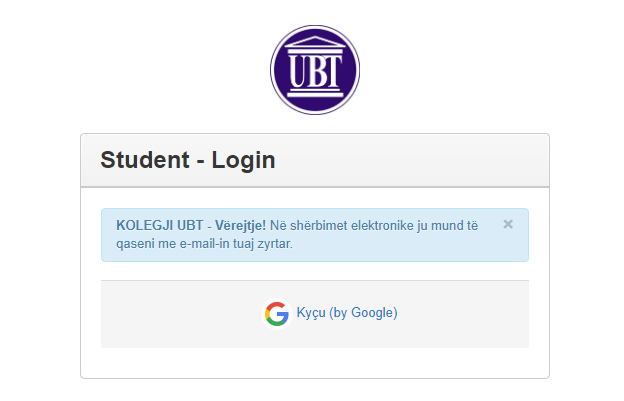 UBT
Student - Login
KOLEGJI UBT - Vërejtje! Në shërbimet elektronike ju mund të
qaseni me e-mail-in tuaj zyrtar.
×
Kyçu (by Google)